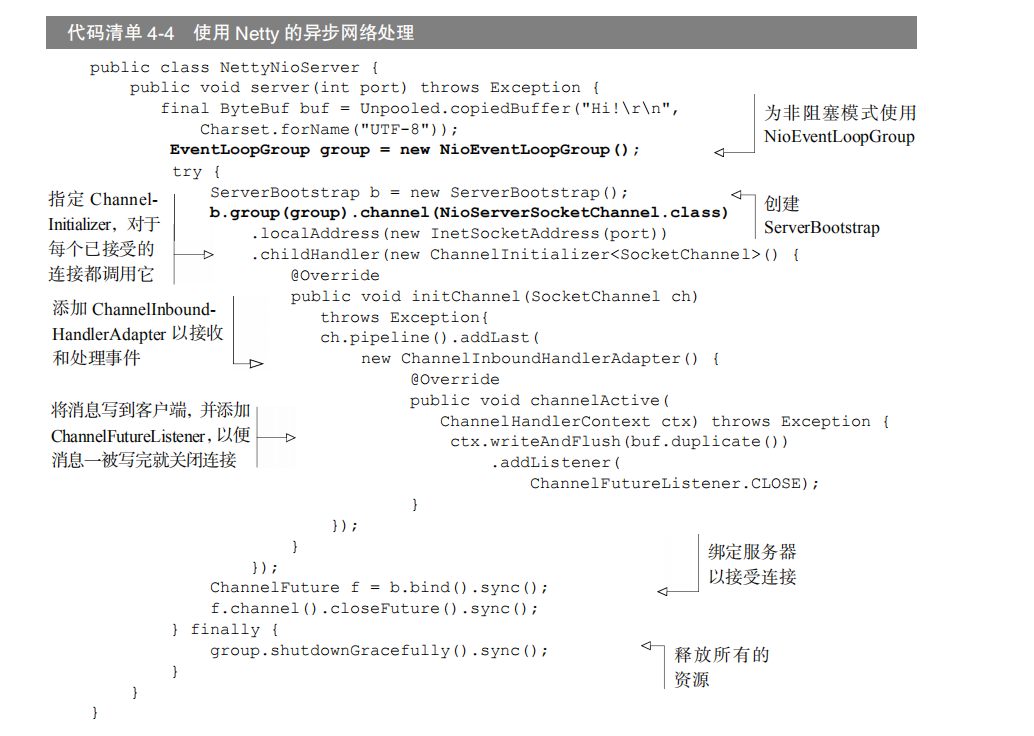 代码清单 4-4 使用 Netty 的异步网络处理
public class NettyNioServer {
public void server(int port) throws Exception {
final ByteBuf buf = Unpooled.copiedBuffer("Hi!\r\n",
Charset.forName("UTF-8"));
为非阻塞模式使用
NioEventLoopGroup
EventLoopGroup group = new NioEventLoopGroup();
try {
ServerBootstrap b = new ServerBootstrap();
创建
ServerBootstrap
b.group(group).channel(NioServerSocketChannel.class)
.localAddress(new InetSocketAddress(port))
指定 Channel-
Initializer，对于
每个已接受的
连接都调用它
.childHandler(new ChannelInitializer<SocketChannel>() {
@Override
public void initChannel(SocketChannel ch)
throws Exception{
ch.pipeline().addLast(
添加 ChannelInbound-
HandlerAdapter 以接收
和处理事件
new ChannelInboundHandlerAdapter() {
@Override
public void channelActive(
ChannelHandlerContext ctx) throws Exception {
将消息写到客户端，并添加
ChannelFutureListener，以便
消息一被写完就关闭连接
ctx.writeAndFlush(buf.duplicate())
.addListener(
ChannelFutureListener.CLOSE);
}
});
}
});
绑定服务器
以接受连接
ChannelFuture f = b.bind().sync();
f.channel().closeFuture().sync();
} finally {
group.shutdownGracefully().sync();
释放所有的
资源
}
}
}